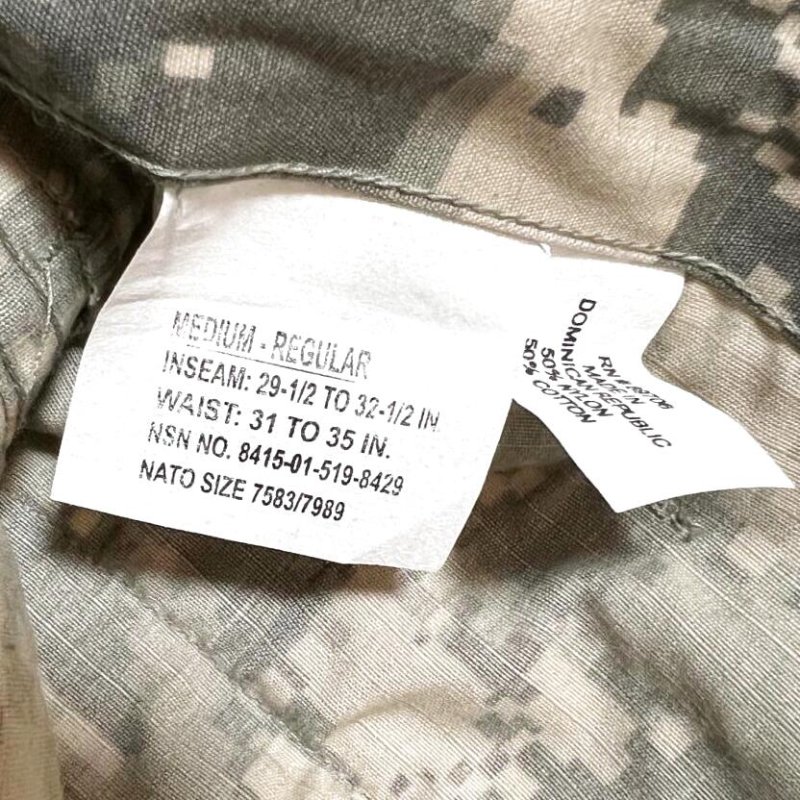 MEDIUM - REGULAR
INSEAM: 29-1/2 TO 32-1/2 IN.
WAIST: 31 TO 35 IN.
NSN NO. 8415-01-519-8429
NATO SIZE 7583/7989
RN #
MADE IN
DOMINICAN REPUBLIC
50% NYLON
50% COTTON